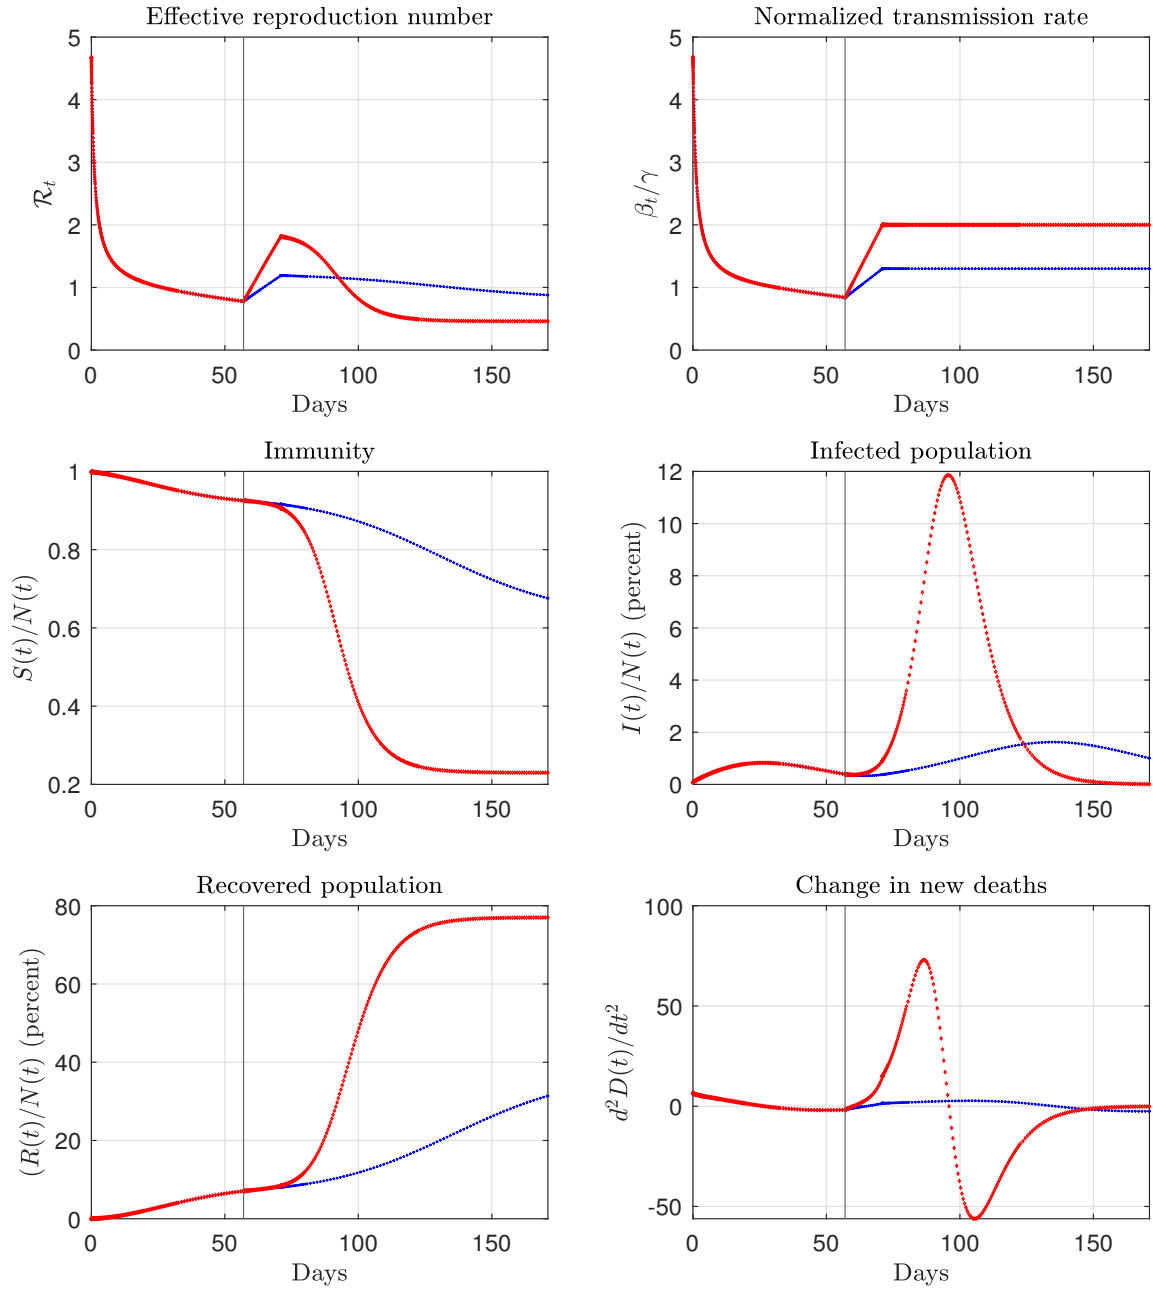 Effective reproduction number
5
4
3
2
1
0
0 50 100 150
Days
ℛₜ
Normalized transmission rate
5
4
3
2
1
0
0 50 100 150
Days
βₜ/γ
Immunity
1
0.8
0.6
0.4
0.2
0 50 100 150
Days
S(t)/N(t)
Infected population
12
10
8
6
4
2
0
0 50 100 150
Days
I(t)/N(t) (percent)
Recovered population
80
60
40
20
0
0 50 100 150
Days
(R(t)/N(t) (percent)
Change in new deaths
100
50
0
-50
0 50 100 150
Days
d²D(t)/dt²